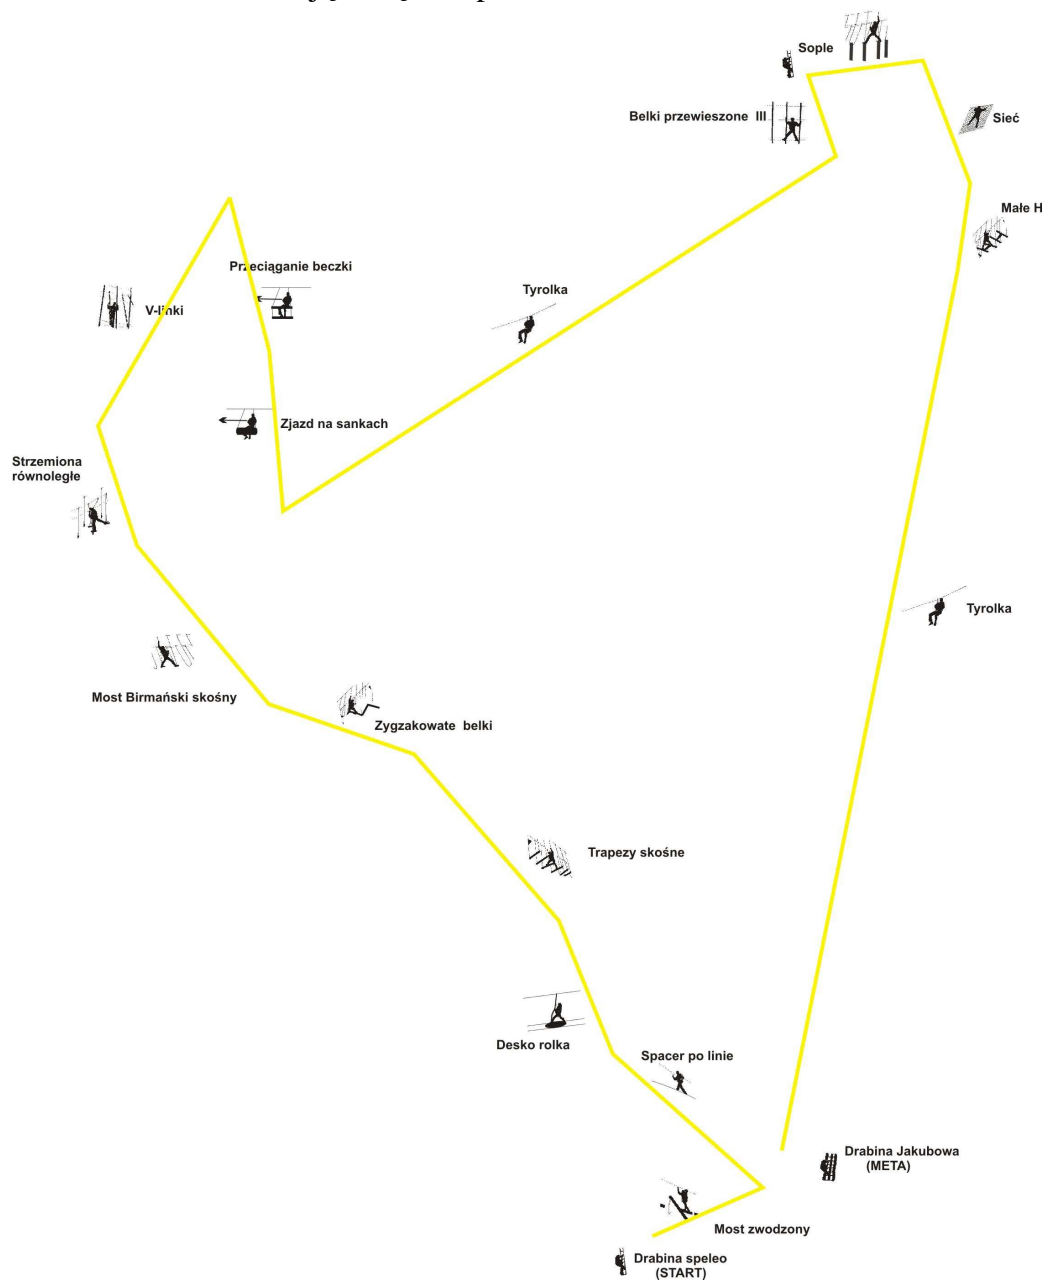 Sople
Belki przewieszone III
Sieć
Małe H
Przeciąganie beczki
Tyrolka
V-linki
Zjazd na sankach
Strzemiona
równoległe
Tyrolka
Most Birmański skośny
Zygzakowate belki
Trapezy skośne
Desko rolka
Spacer po linie
Drabina Jakubowa
(META)
Most zwodzony
Drabina speleo
(START)